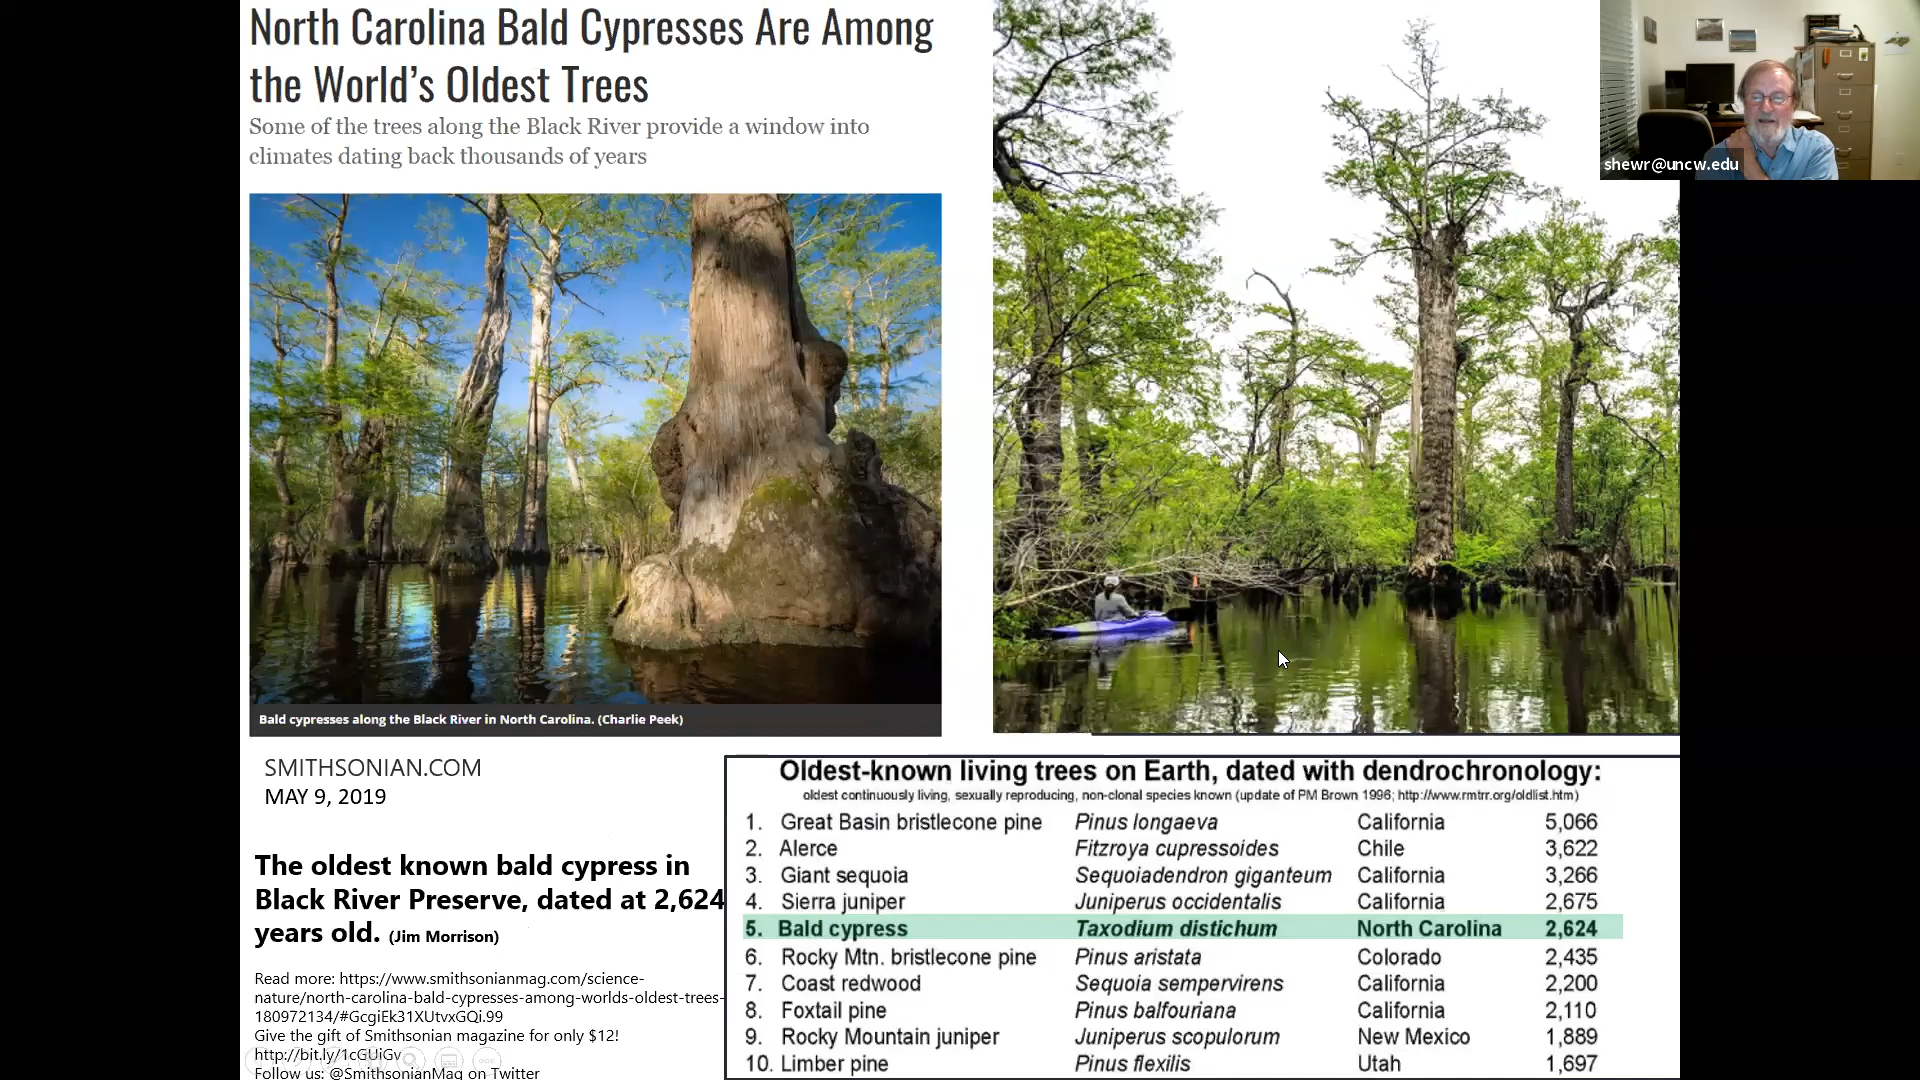 North Carolina Bald Cypresses Are Among
the World's Oldest Trees
Some of the trees along the Black River provide a window into
climates dating back thousands of years
shewr@uncw.edu
Bald cypresses along the Black River in North Carolina. (Charlie Peek)
SMITHSONIAN.COM
MAY 9, 2019
The oldest known bald cypress in
Black River Preserve, dated at 2,624
years old. (Jim Morrison)
Read more: https://www.smithsonianmag.com/science-
nature/north-carolina-bald-cypresses-among-worlds-oldest-trees-
180972134/#GcgiEk31XUtvxGQi.99
Give the gift of Smithsonian magazine for only $12!
http://bit.ly/1cGUiGv
Follow us: @SmithsonianMag on Twitter
Oldest-known living trees on Earth, dated with dendrochronology:
oldest continuously living, sexually reproducing, non-clonal species known (update of PM Brown 1996; http://www.rmtrr.org/oldlist.htm)
1. Great Basin bristlecone pine Pinus longaeva California 5,066
2. Alerce Fitzroya cupressoides Chile 3,622
3. Giant sequoia Sequoiadendron giganteum California 3,266
4. Sierra juniper Juniperus occidentalis California 2,675
5. Bald cypress Taxodium distichum North Carolina 2,624
6. Rocky Mtn. bristlecone pine Pinus aristata Colorado 2,435
7. Coast redwood Sequoia sempervirens California 2,200
8. Foxtail pine Pinus balfouriana California 2,110
9. Rocky Mountain juniper Juniperus scopulorum New Mexico 1,889
10. Limber pine Pinus flexilis Utah 1,697